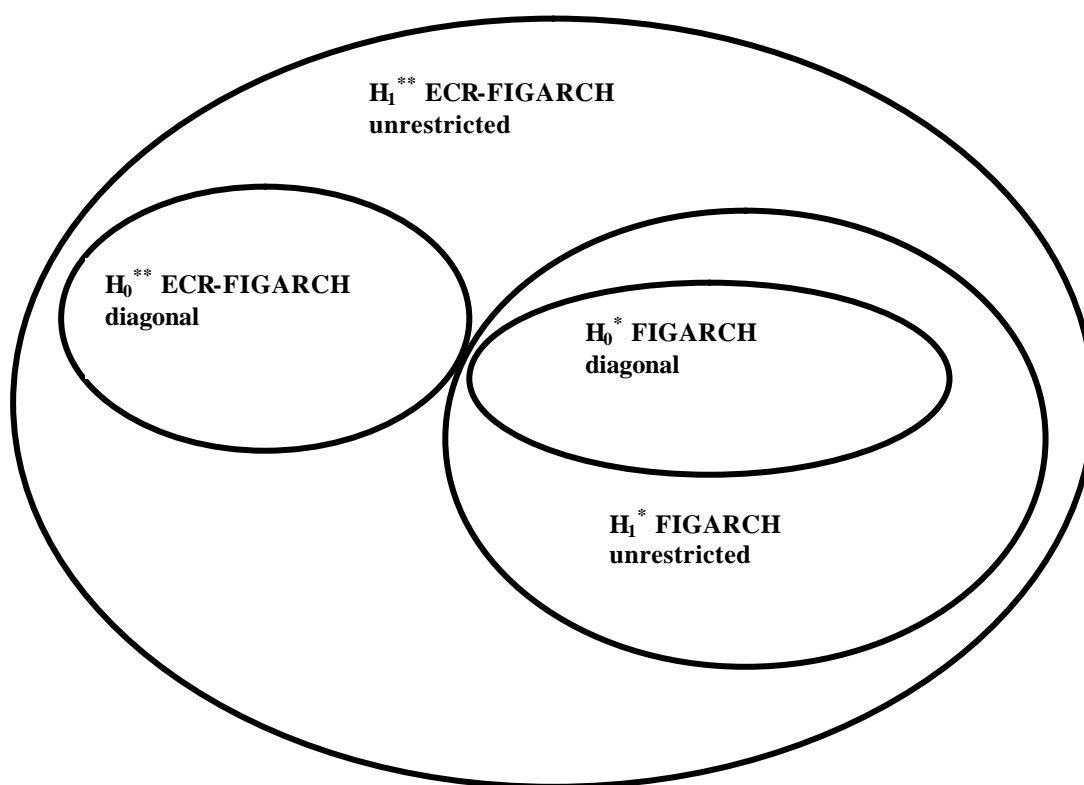 H₁** ECR-FIGARCH
unrestricted
H₀** ECR-FIGARCH
diagonal
H₀* FIGARCH
diagonal
H₁* FIGARCH
unrestricted